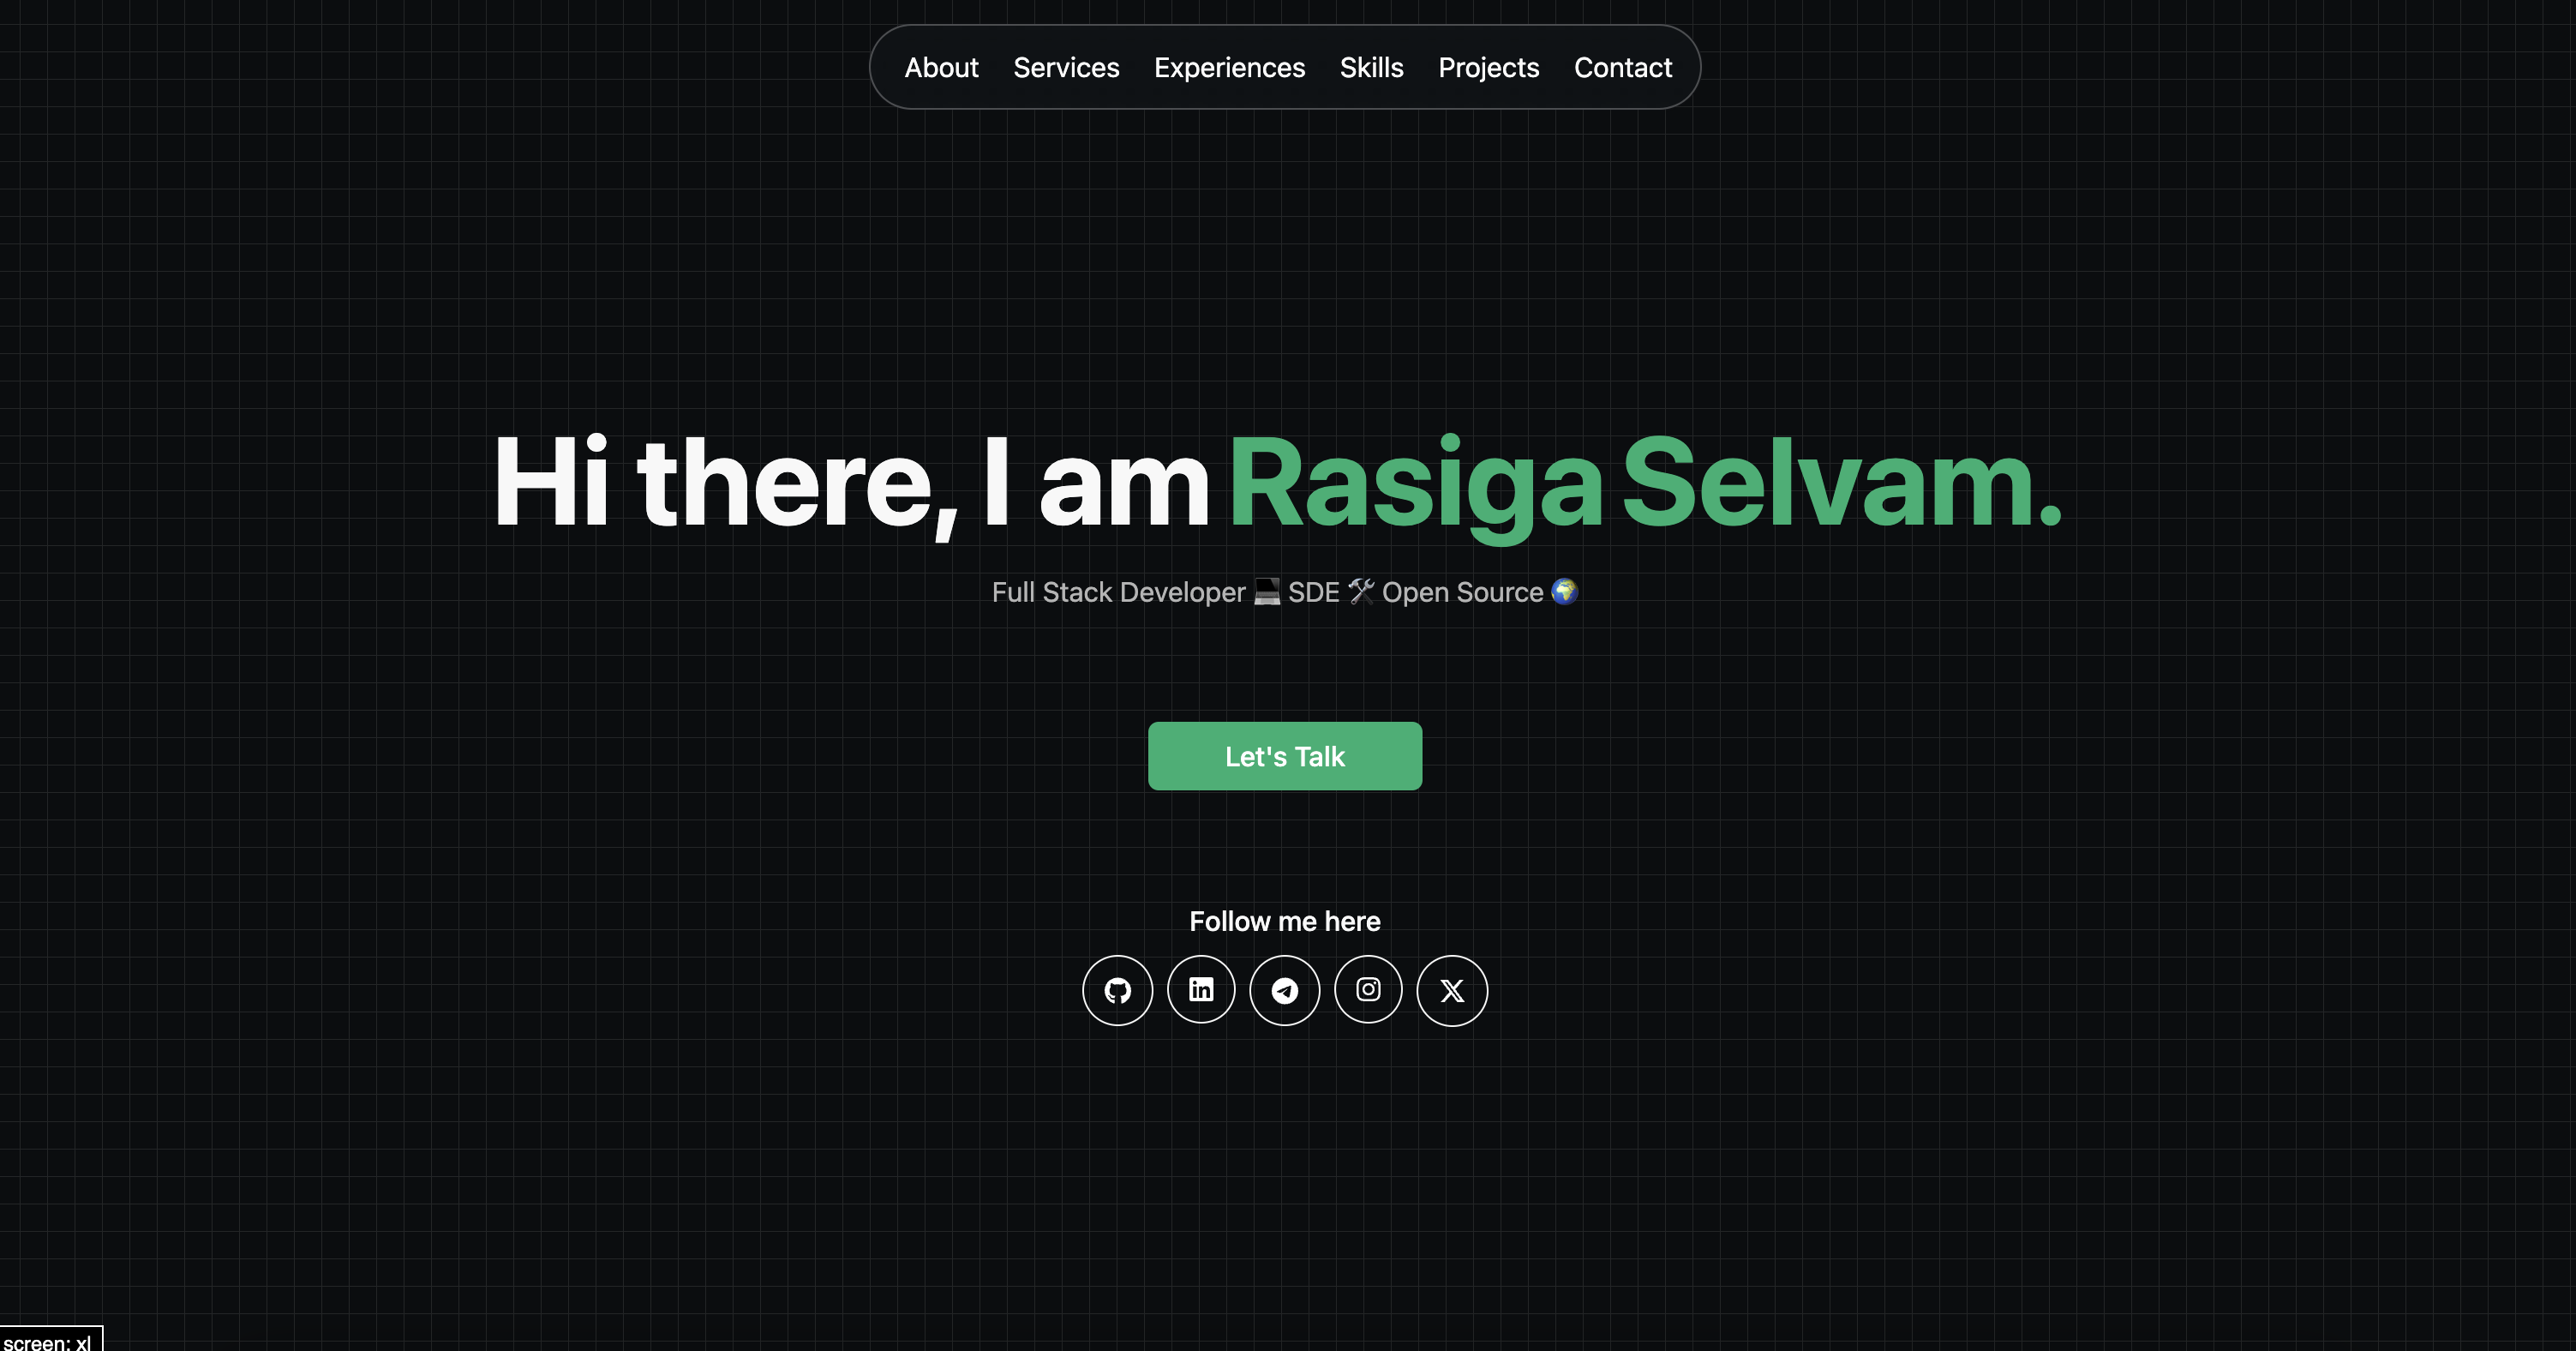 About Services Experiences Skills Projects Contact
Hi there, I am Rasiga Selvam.
Full Stack Developer 💻 SDE 🛠 Open Source 🌍
Let's Talk
Follow me here
screen: xl